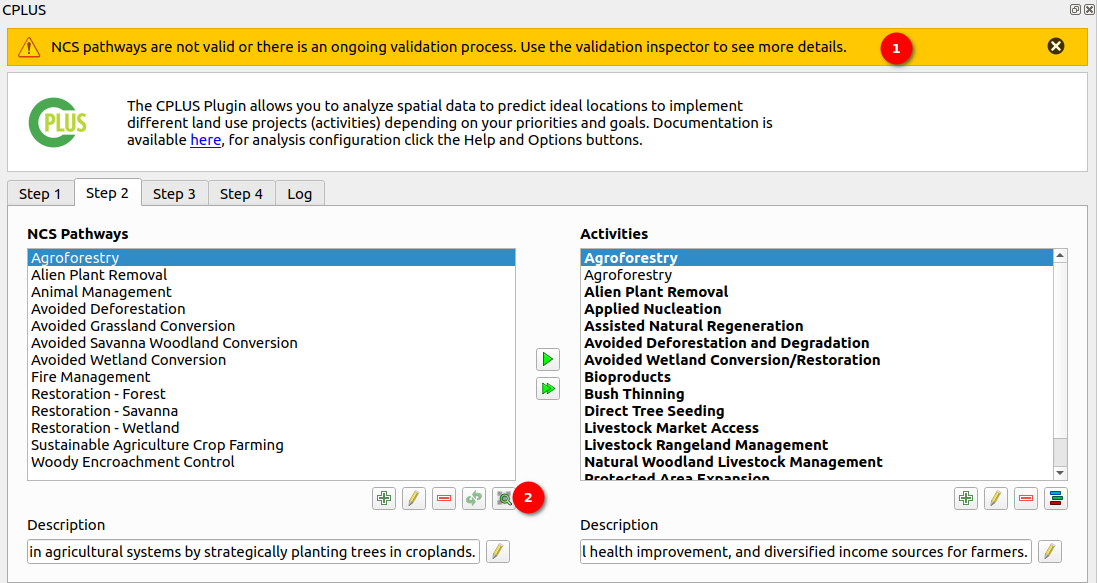 CPLUS
NCS pathways are not valid or there is an ongoing validation process. Use the validation inspector to see more details.
1
CPLUS
The CPLUS Plugin allows you to analyze spatial data to predict ideal locations to implement
different land use projects (activities) depending on your priorities and goals. Documentation is
available here, for analysis configuration click the Help and Options buttons.
Step 1
Step 2
Step 3
Step 4
Log
NCS Pathways
Agroforestry
Alien Plant Removal
Animal Management
Avoided Deforestation
Avoided Grassland Conversion
Avoided Savanna Woodland Conversion
Avoided Wetland Conversion
Fire Management
Restoration - Forest
Restoration - Savanna
Restoration - Wetland
Sustainable Agriculture Crop Farming
Woody Encroachment Control
2
Description
in agricultural systems by strategically planting trees in croplands.
Activities
Agroforestry
Agroforestry
Alien Plant Removal
Applied Nucleation
Assisted Natural Regeneration
Avoided Deforestation and Degradation
Avoided Wetland Conversion/Restoration
Bioproducts
Bush Thinning
Direct Tree Seeding
Livestock Market Access
Livestock Rangeland Management
Natural Woodland Livestock Management
Protected Area Expansion
Description
l health improvement, and diversified income sources for farmers.